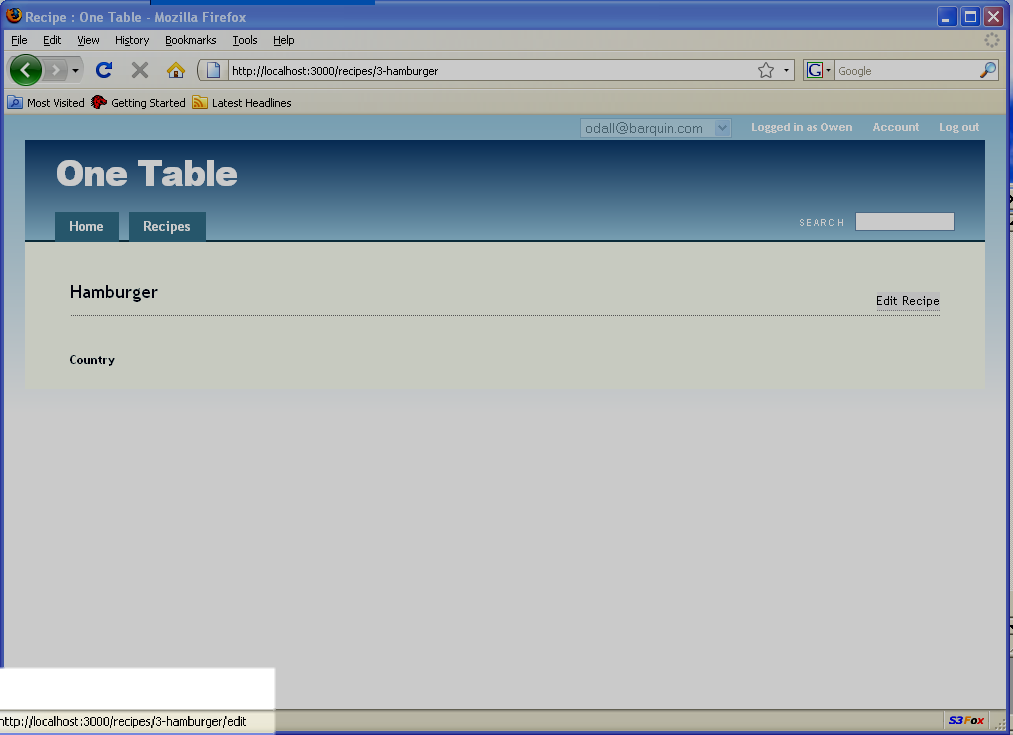 Recipe : One Table - Mozilla Firefox
File Edit View History Bookmarks Tools Help
http://localhost:3000/recipes/3-hamburger
G Google
Most Visited Getting Started Latest Headlines
odall@barquin.com Logged in as Owen Account Log out
One Table
Home Recipes SEARCH
Hamburger
Edit Recipe
Country
http://localhost:3000/recipes/3-hamburger/edit S3Fox